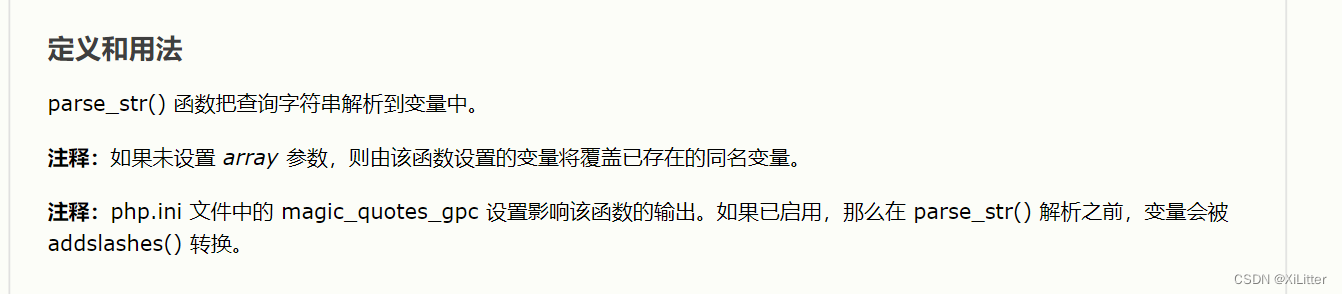 定义和用法
parse_str() 函数把查询字符串解析到变量中。
注释：如果未设置 array 参数，则由该函数设置的变量将覆盖已存在的同名变量。
注释：php.ini 文件中的 magic_quotes_gpc 设置影响该函数的输出。如果已启用，那么在 parse_str() 解析之前，变量会被
addslashes() 转换。
CSDN @XiLitter